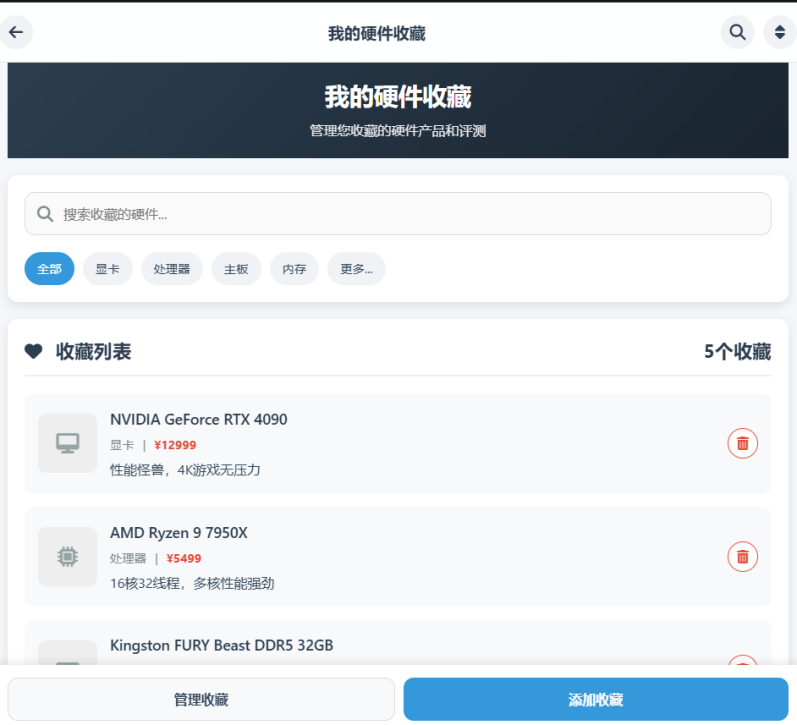 我的硬件收藏
我的硬件收藏
管理您收藏的硬件产品和评测
搜索收藏的硬件...
全部 显卡 处理器 主板 内存 更多...
收藏列表 5个收藏
NVIDIA GeForce RTX 4090
显卡 | ¥12999
性能怪兽，4K游戏无压力
AMD Ryzen 9 7950X
处理器 | ¥5499
16核32线程，多核性能强劲
Kingston FURY Beast DDR5 32GB
管理收藏 添加收藏